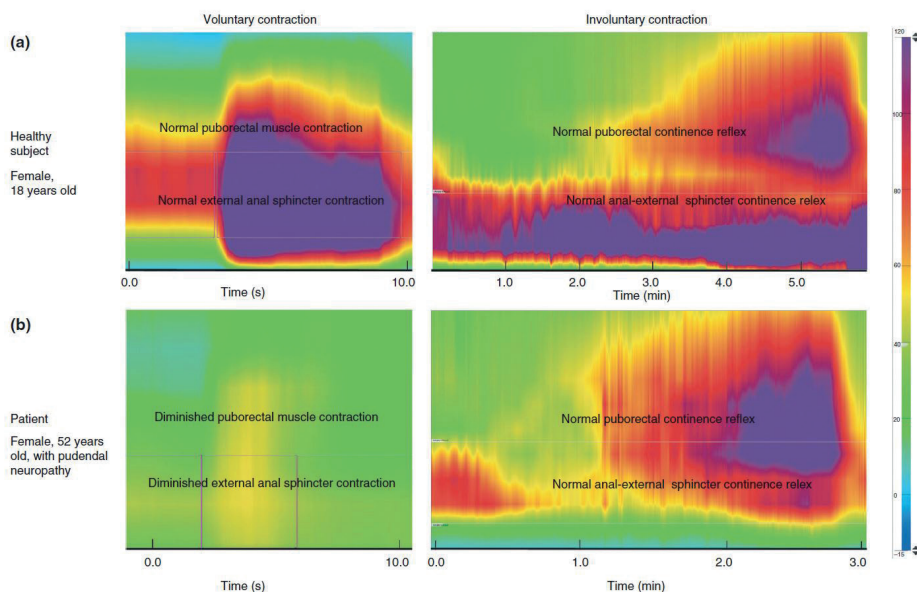 Voluntary contraction
Involuntary contraction
(a)
Healthy
subject
Female,
18 years old
Normal puborectal muscle contraction
Normal external anal sphincter contraction
0.0
10.0
Time (s)
Normal puborectal continence reflex
Normal anal-external sphincter continence relex
0.0
1.0
2.0
3.0
4.0
5.0
Time (min)
(b)
Patient
Female, 52 years
old, with pudendal
neuropathy
Diminished puborectal muscle contraction
Diminished external anal sphincter contraction
0.0
10.0
Time (s)
Normal puborectal continence reflex
Normal anal-external sphincter continence relex
0.0
1.0
2.0
3.0
Time (min)
120
100
80
60
40
20
0
-15